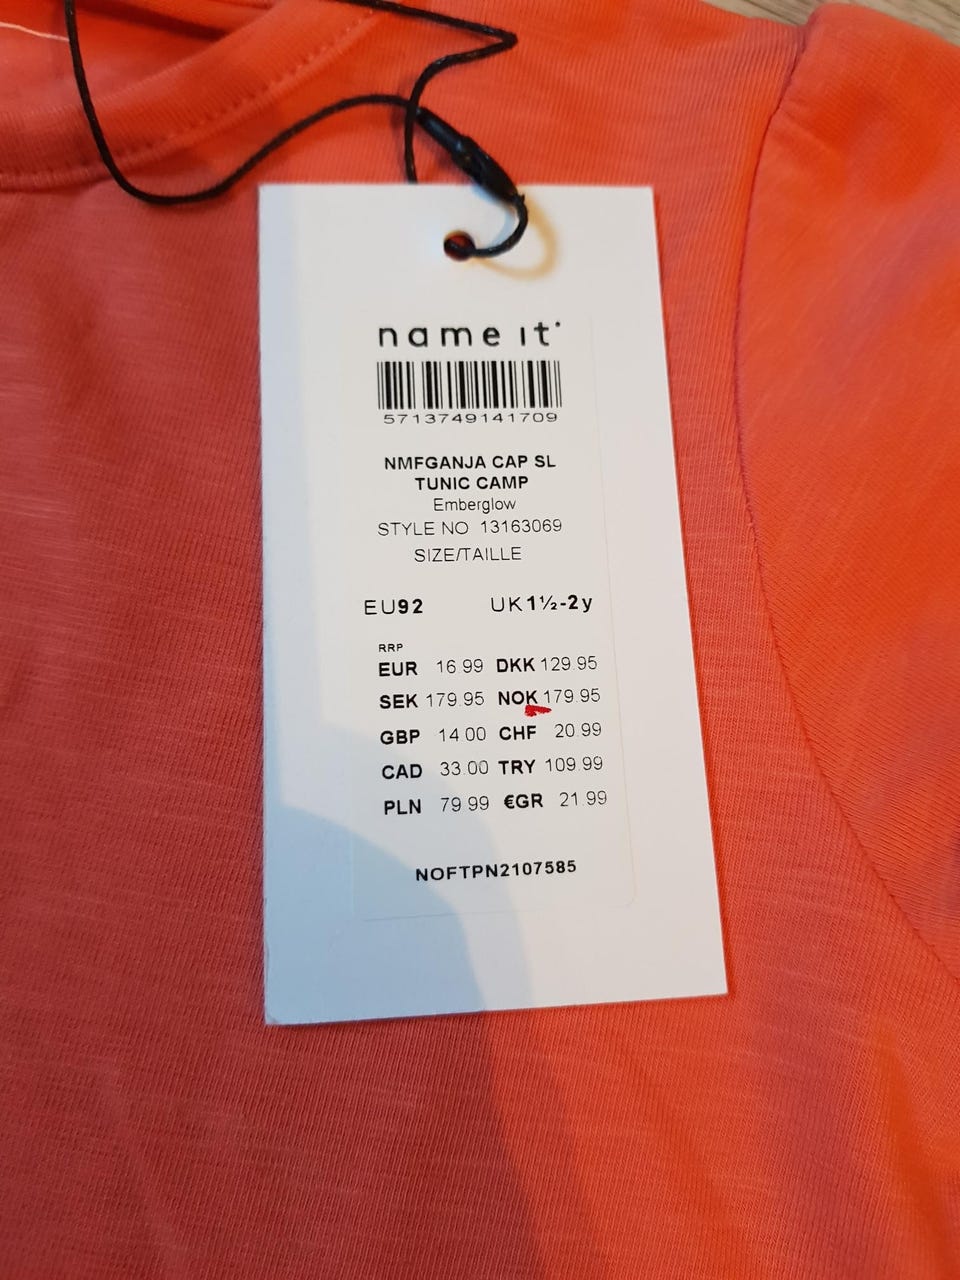 name it
5713749141709
NMFGANJA CAP SL
TUNIC CAMP
Emberglow
STYLE NO 13163069
SIZE/TAILLE
EU92 UK1½-2y
RRP
EUR 16.99 DKK 129.95
SEK 179.95 NOK 179.95
GBP 14.00 CHF 20.99
CAD 33.00 TRY 109.99
PLN 79.99 €GR 21.99
NOFTPN2107585